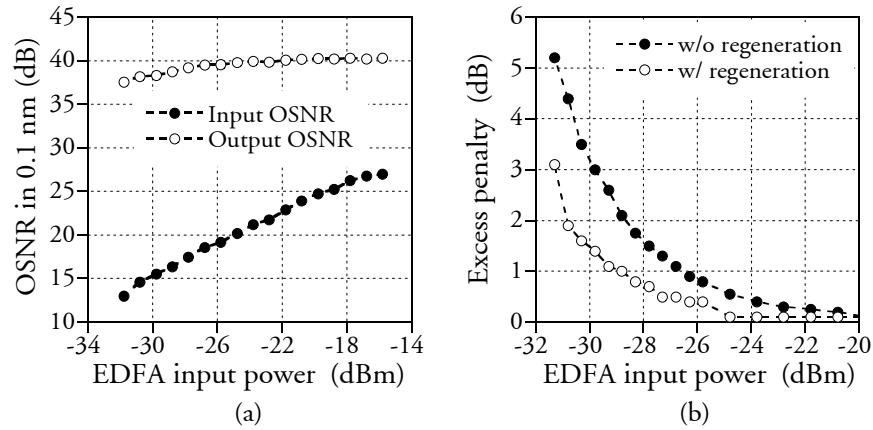 OSNR in 0.1 nm (dB)
45
40
35
30
25
20
15
10
Input OSNR
Output OSNR
-34
-30
-26
-22
-18
-14
EDFA input power (dBm)
(a)
Excess penalty (dB)
6
5
4
3
2
1
0
w/o regeneration
w/ regeneration
-32
-30
-28
-26
-24
-22
-20
EDFA input power (dBm)
(b)